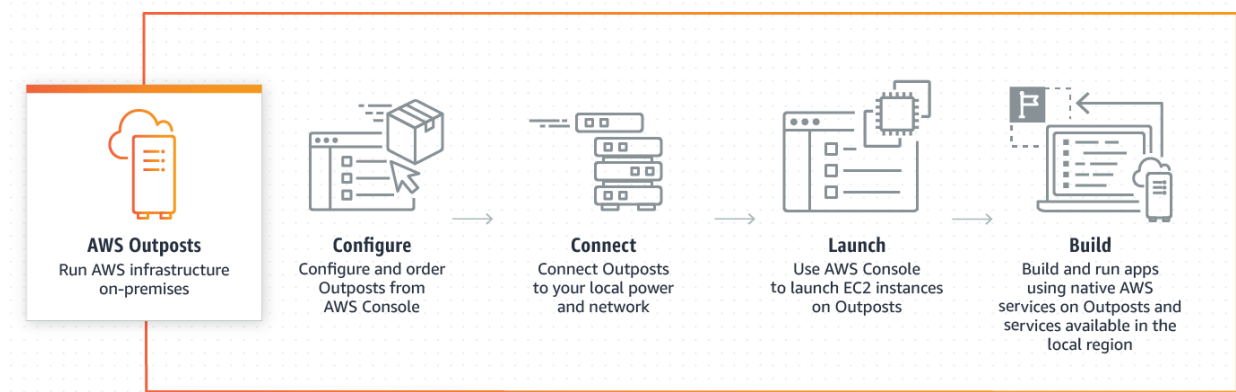 AWS Outposts
Run AWS infrastructure
on-premises
Configure
Configure and order
Outposts from
AWS Console
Connect
Connect Outposts
to your local power
and network
Launch
Use AWS Console
to launch EC2 instances
on Outposts
Build
Build and run apps
using native AWS
services on Outposts and
services available in the
local region